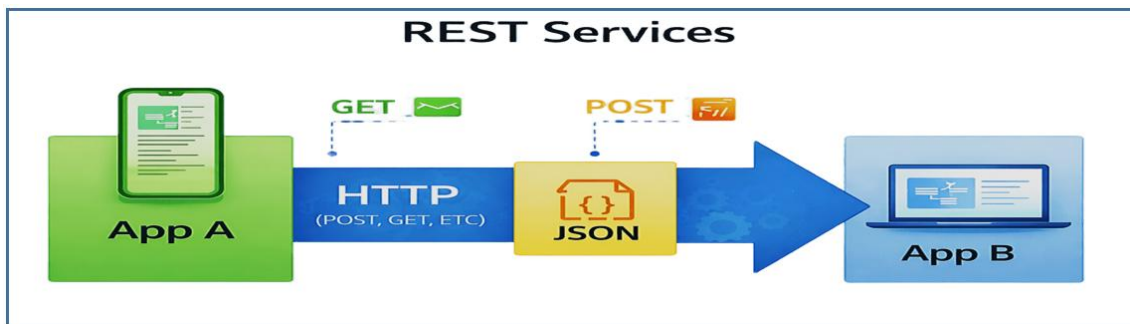 REST Services
GET
POST
HTTP
(POST, GET, ETC)
{}
JSON
App A
App B